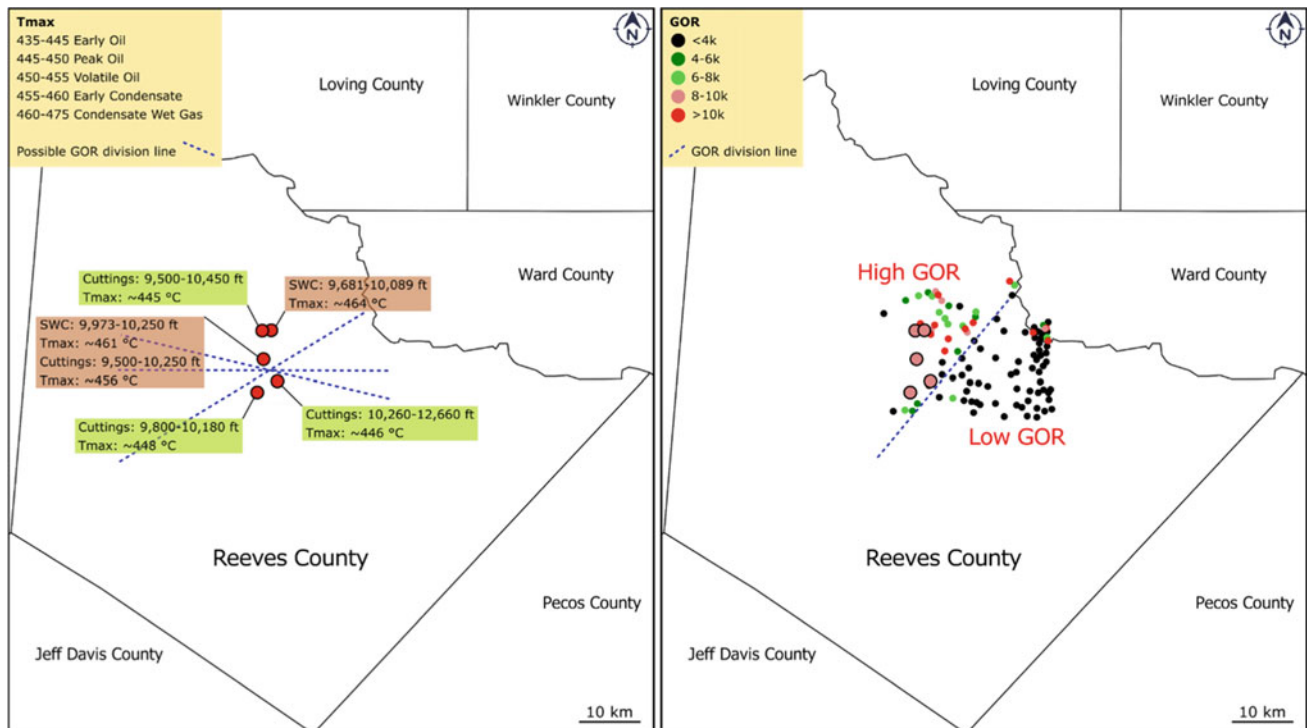 Tmax
435-445 Early Oil
445-450 Peak Oil
450-455 Volatile Oil
455-460 Early Condensate
460-475 Condensate Wet Gas
Possible GOR division line
N
Loving County
Winkler County
Ward County
Cuttings: 9,500-10,450 ft
Tmax: ~445 °C
SWC: 9,681-10,089 ft
Tmax: ~464 °C
SWC: 9,973-10,250 ft
Tmax: ~461 °C
Cuttings: 9,500-10,250 ft
Tmax: ~456 °C
Cuttings: 10,260-12,660 ft
Tmax: ~446 °C
Cuttings: 9,800-10,180 ft
Tmax: ~448 °C
Reeves County
Pecos County
Jeff Davis County
10 km
GOR
<4k
4-6k
6-8k
8-10k
>10k
GOR division line
N
Loving County
Winkler County
Ward County
High GOR
Low GOR
Reeves County
Pecos County
Jeff Davis County
10 km